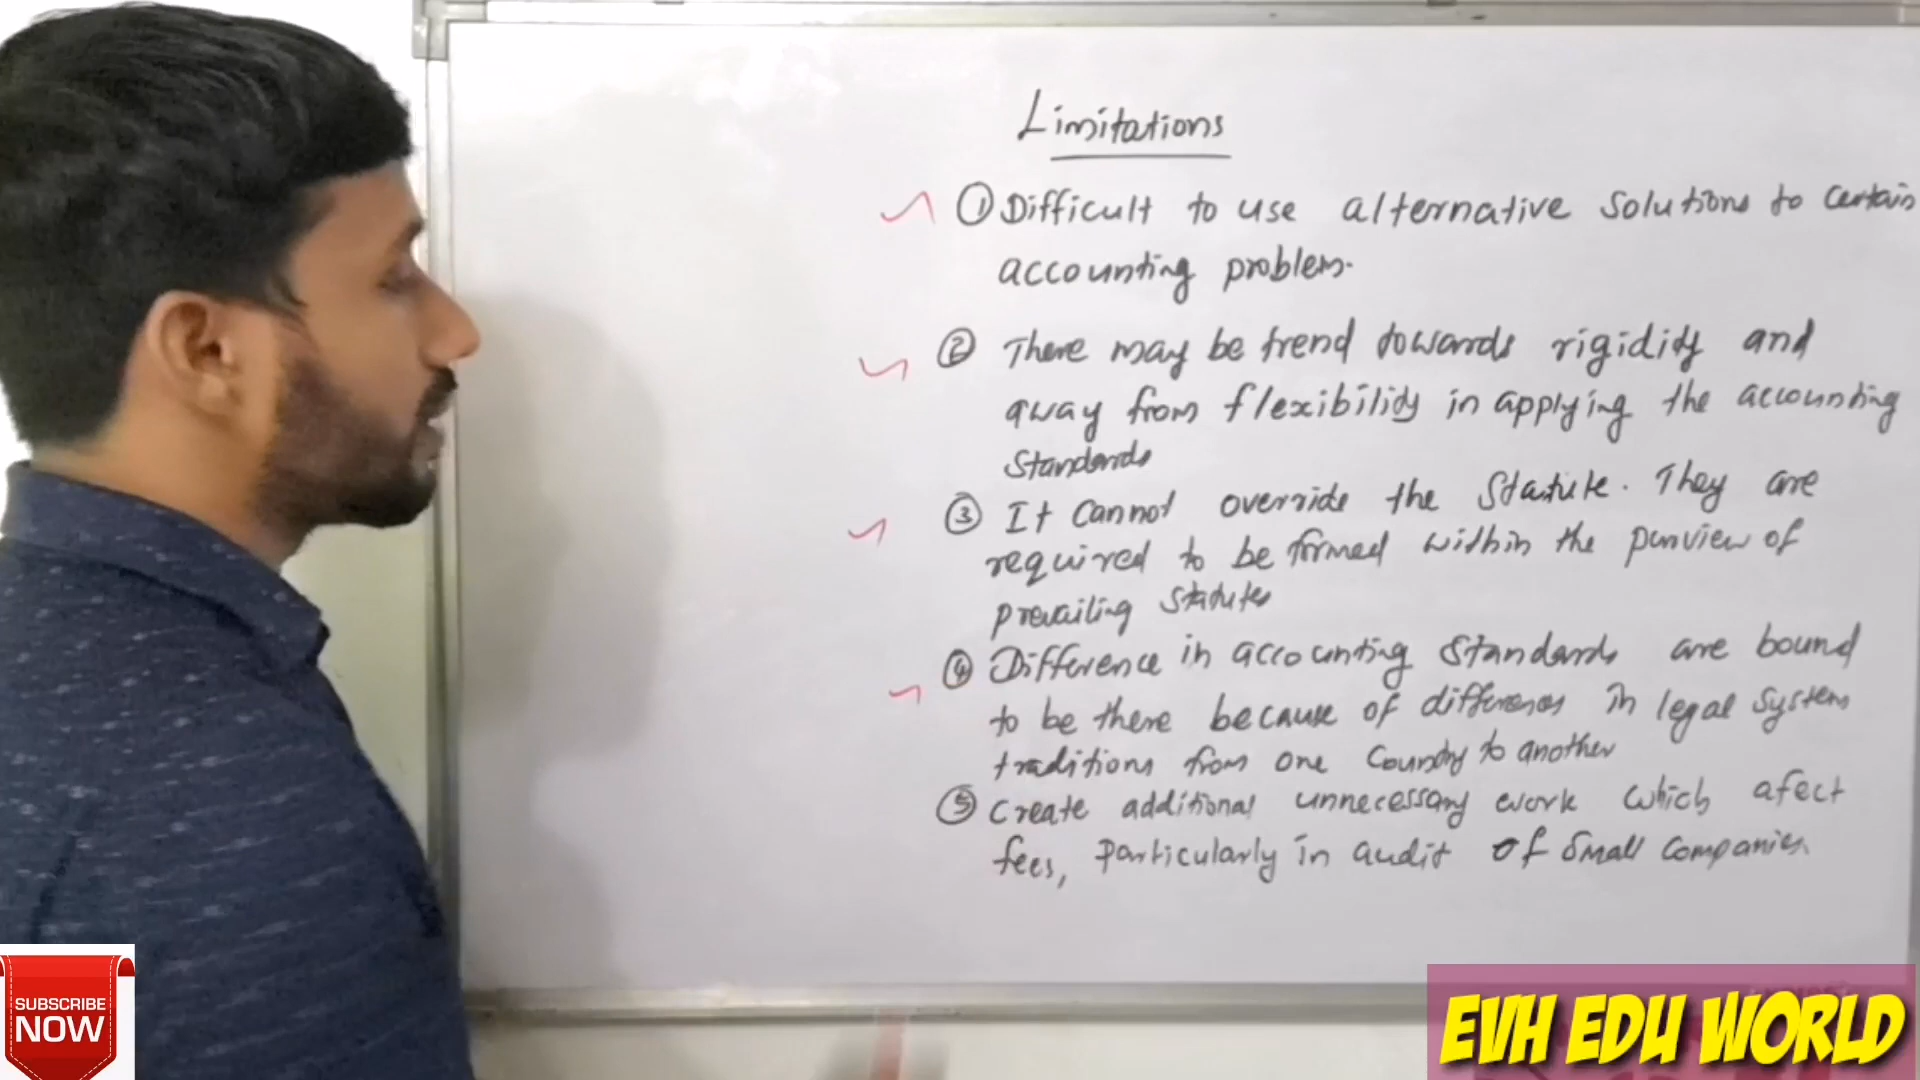 Limitations
① Difficult to use alternative solutions to certain
accounting problem.
② There may be trend towards rigidity and
away from flexibility in applying the accounting
Standards
③ It cannot override the Statute. They are
required to be formed within the purview of
prevailing statutes
④ Difference in accounting standards are bound
to be there because of differences in legal system
traditions from one country to another
⑤ Create additional unnecessary work which afect
fees, particularly in audit of small companies.
SUBSCRIBE
NOW
EVH EDU WORLD